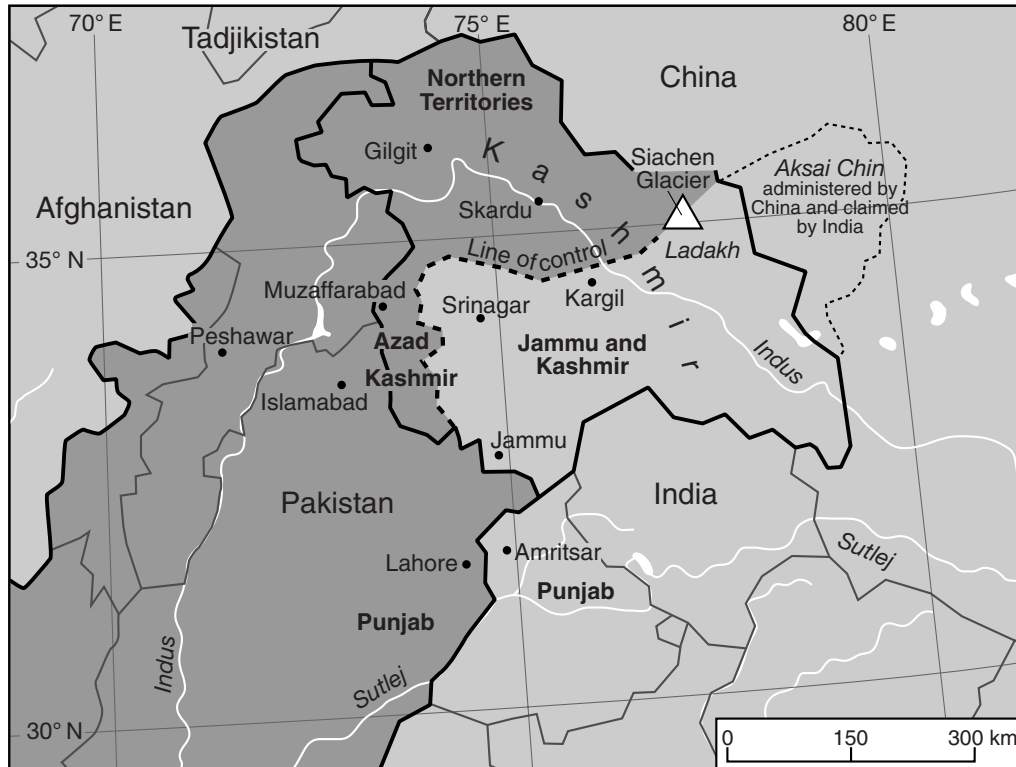 70° E
75° E
80° E
Tadjikistan
China
Northern
Territories
Gilgit
Kashmir
Siachen
Glacier
Aksai Chin
administered by
China and claimed
by India
Afghanistan
Skardu
Ladakh
35° N
Line of control
Muzaffarabad
Srinagar
Kargil
Peshawar
Azad
Kashmir
Jammu and
Kashmir
Indus
Islamabad
Jammu
Pakistan
India
Lahore
Amritsar
Sutlej
Punjab
Punjab
Indus
Sutlej
30° N
0 150 300 km